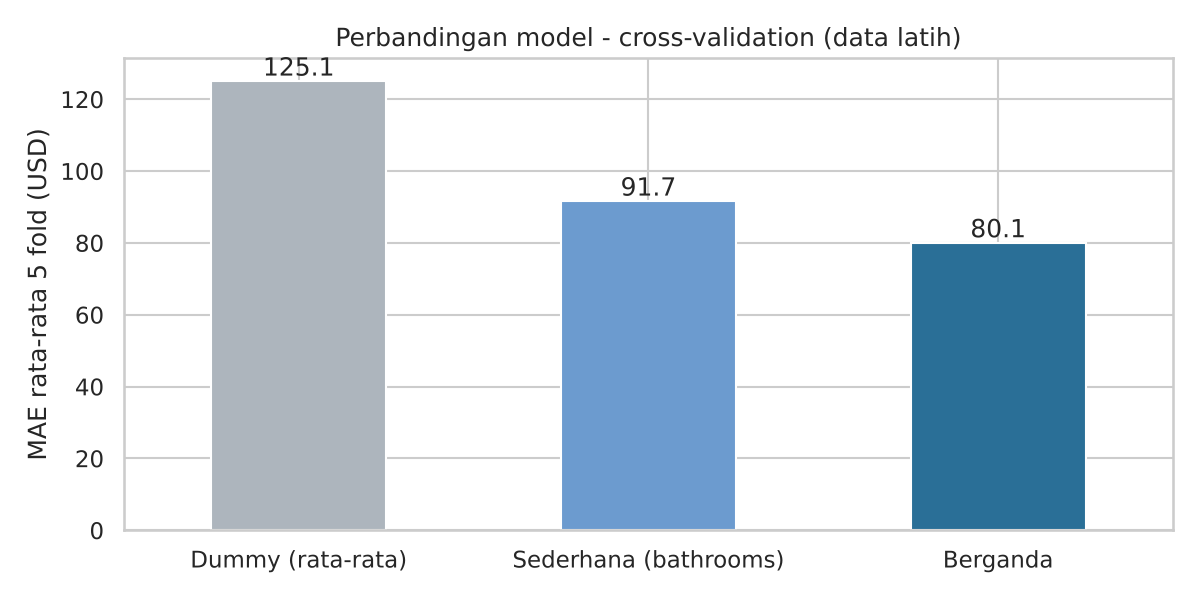 Perbandingan model - cross-validation (data latih)
MAE rata-rata 5 fold (USD)
120
100
80
60
40
20
0
125.1
91.7
80.1
Dummy (rata-rata)
Sederhana (bathrooms)
Berganda